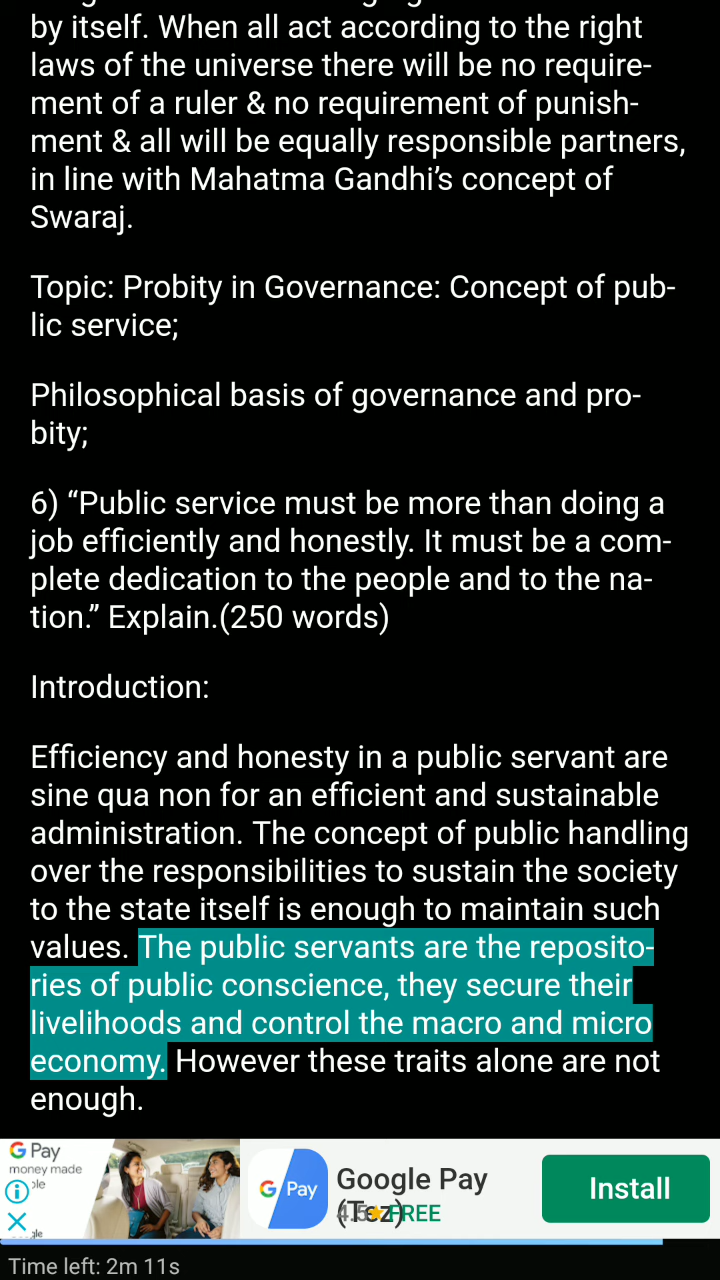 by itself. When all act according to the right
laws of the universe there will be no require-
ment of a ruler & no requirement of punish-
ment & all will be equally responsible partners,
in line with Mahatma Gandhi’s concept of
Swaraj.
Topic: Probity in Governance: Concept of pub-
lic service;
Philosophical basis of governance and pro-
bity;
6) “Public service must be more than doing a
job efficiently and honestly. It must be a com-
plete dedication to the people and to the na-
tion.” Explain.(250 words)
Introduction:
Efficiency and honesty in a public servant are
sine qua non for an efficient and sustainable
administration. The concept of public handling
over the responsibilities to sustain the society
to the state itself is enough to maintain such
values. The public servants are the reposito-
ries of public conscience, they secure their
livelihoods and control the macro and micro
economy. However these traits alone are not
enough.
G Pay
money made
ple
gle
G Pay
Google Pay
(Tez)
4.5 FREE
Install
Time left: 2m 11s